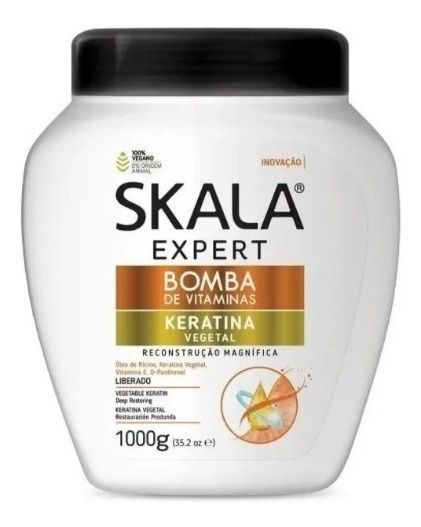 100%
VEGANO
0% ORIGEM
ANIMAL
INOVAÇÃO
SKALA®
EXPERT
BOMBA
DE VITAMINAS
KERATINA
VEGETAL
RECONSTRUÇÃO MAGNÍFICA
Óleo de Rícino, Keratina Vegetal,
Vitamina E, D-Panthenol
LIBERADO
VEGETABLE KERATIN
Deep Restoring
KERATINA VEGETAL
Restauración Profunda
1000g (35.2 oz ℮)